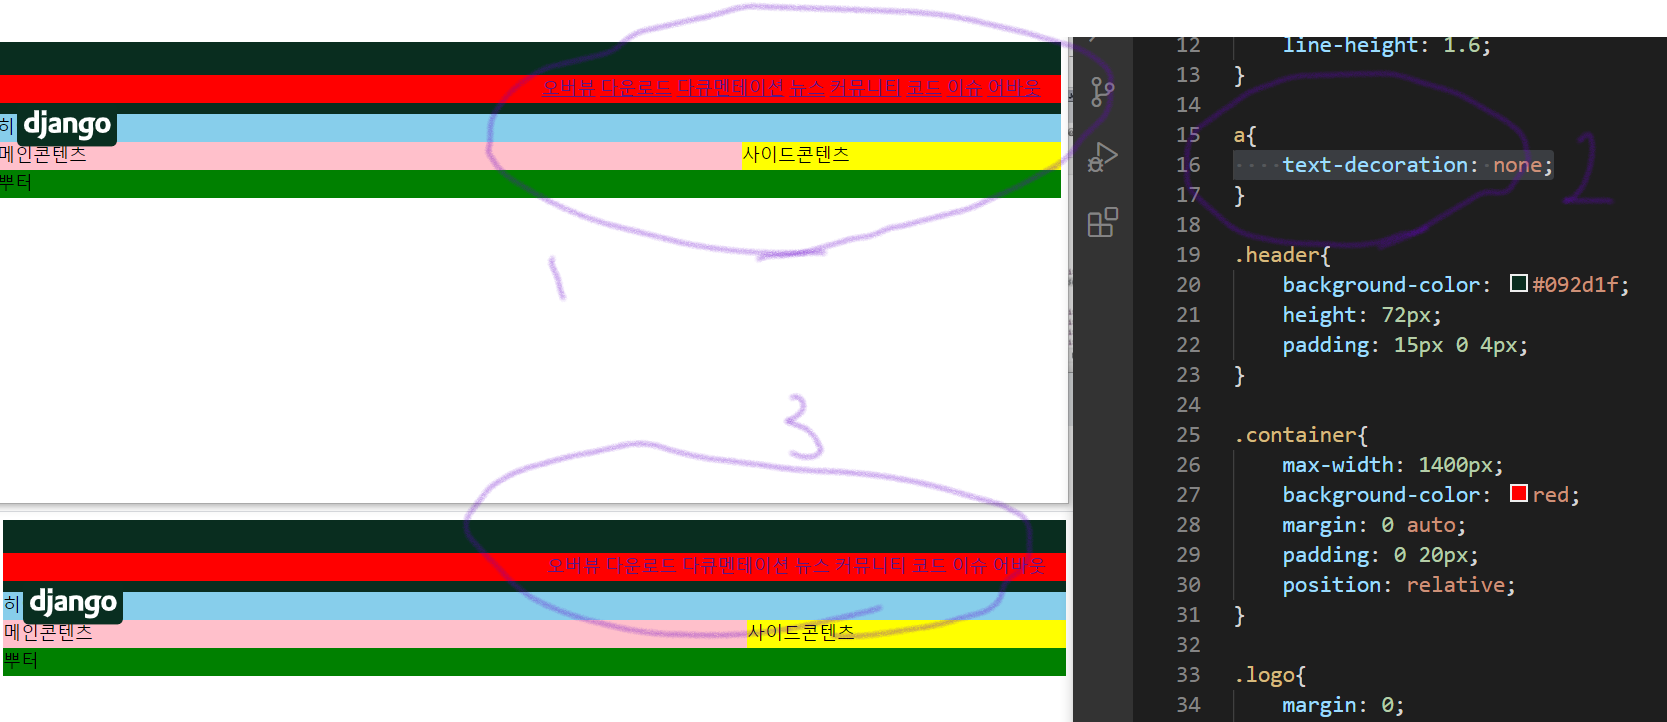 오버뷰 다운로드 다큐멘테이션 뉴스 커뮤니티 코드 이슈 어바웃
히 django
메인콘텐츠 사이드콘텐츠
뿌터
1
3
오버뷰 다운로드 다큐멘테이션 뉴스 커뮤니티 코드 이슈 어바웃
히 django
메인콘텐츠 사이드콘텐츠
뿌터
12 line-height: 1.6;
13 }
14
15 a{
16 text-decoration: none;
17 }
2
18
19 .header{
20 background-color: #092d1f;
21 height: 72px;
22 padding: 15px 0 4px;
23 }
24
25 .container{
26 max-width: 1400px;
27 background-color: red;
28 margin: 0 auto;
29 padding: 0 20px;
30 position: relative;
31 }
32
33 .logo{
34 margin: 0;